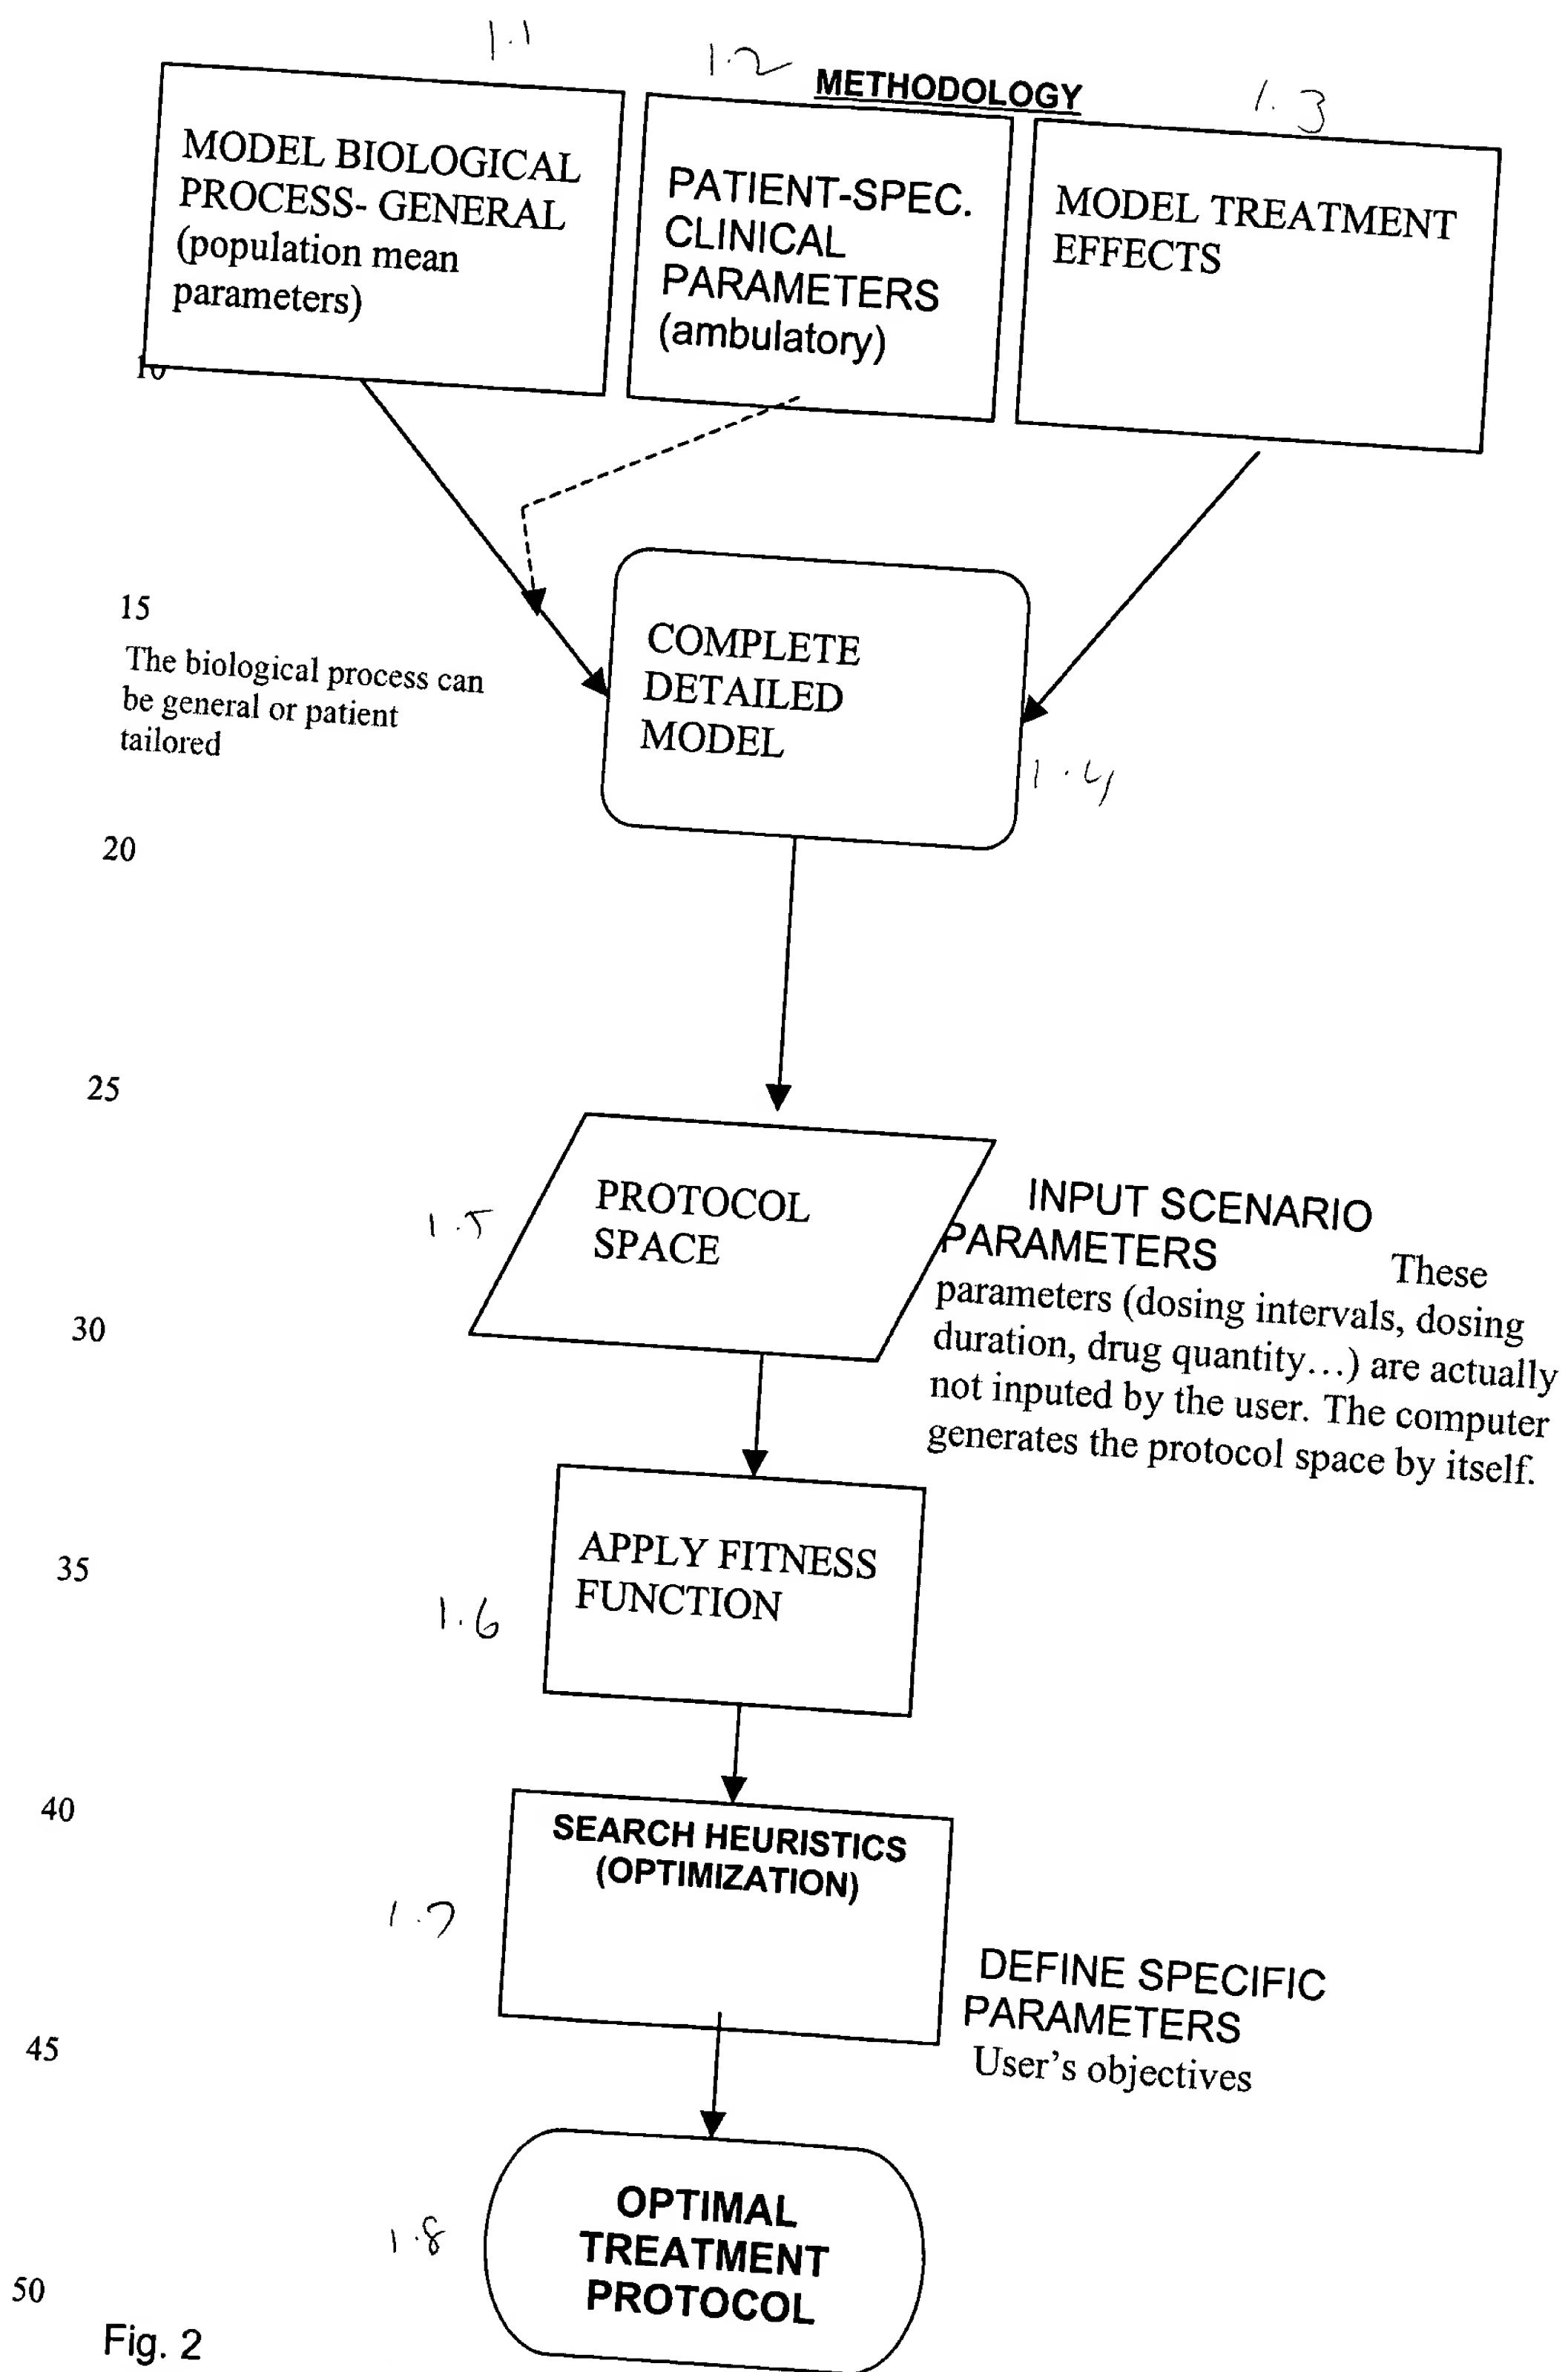 1.1
1.2
METHODOLOGY
1.3
MODEL BIOLOGICAL
PROCESS- GENERAL
(population mean
parameters)
PATIENT-SPEC.
CLINICAL
PARAMETERS
(ambulatory)
MODEL TREATMENT
EFFECTS
10
15
The biological process can
be general or patient
tailored
COMPLETE
DETAILED
MODEL
1.4
20
25
1.5
PROTOCOL
SPACE
INPUT SCENARIO
PARAMETERS These
parameters (dosing intervals, dosing
duration, drug quantity...) are actually
not inputed by the user. The computer
generates the protocol space by itself.
30
35
1.6
APPLY FITNESS
FUNCTION
40
SEARCH HEURISTICS
(OPTIMIZATION)
1.7
DEFINE SPECIFIC
PARAMETERS
User's objectives
45
1.8
OPTIMAL
TREATMENT
PROTOCOL
50
Fig. 2